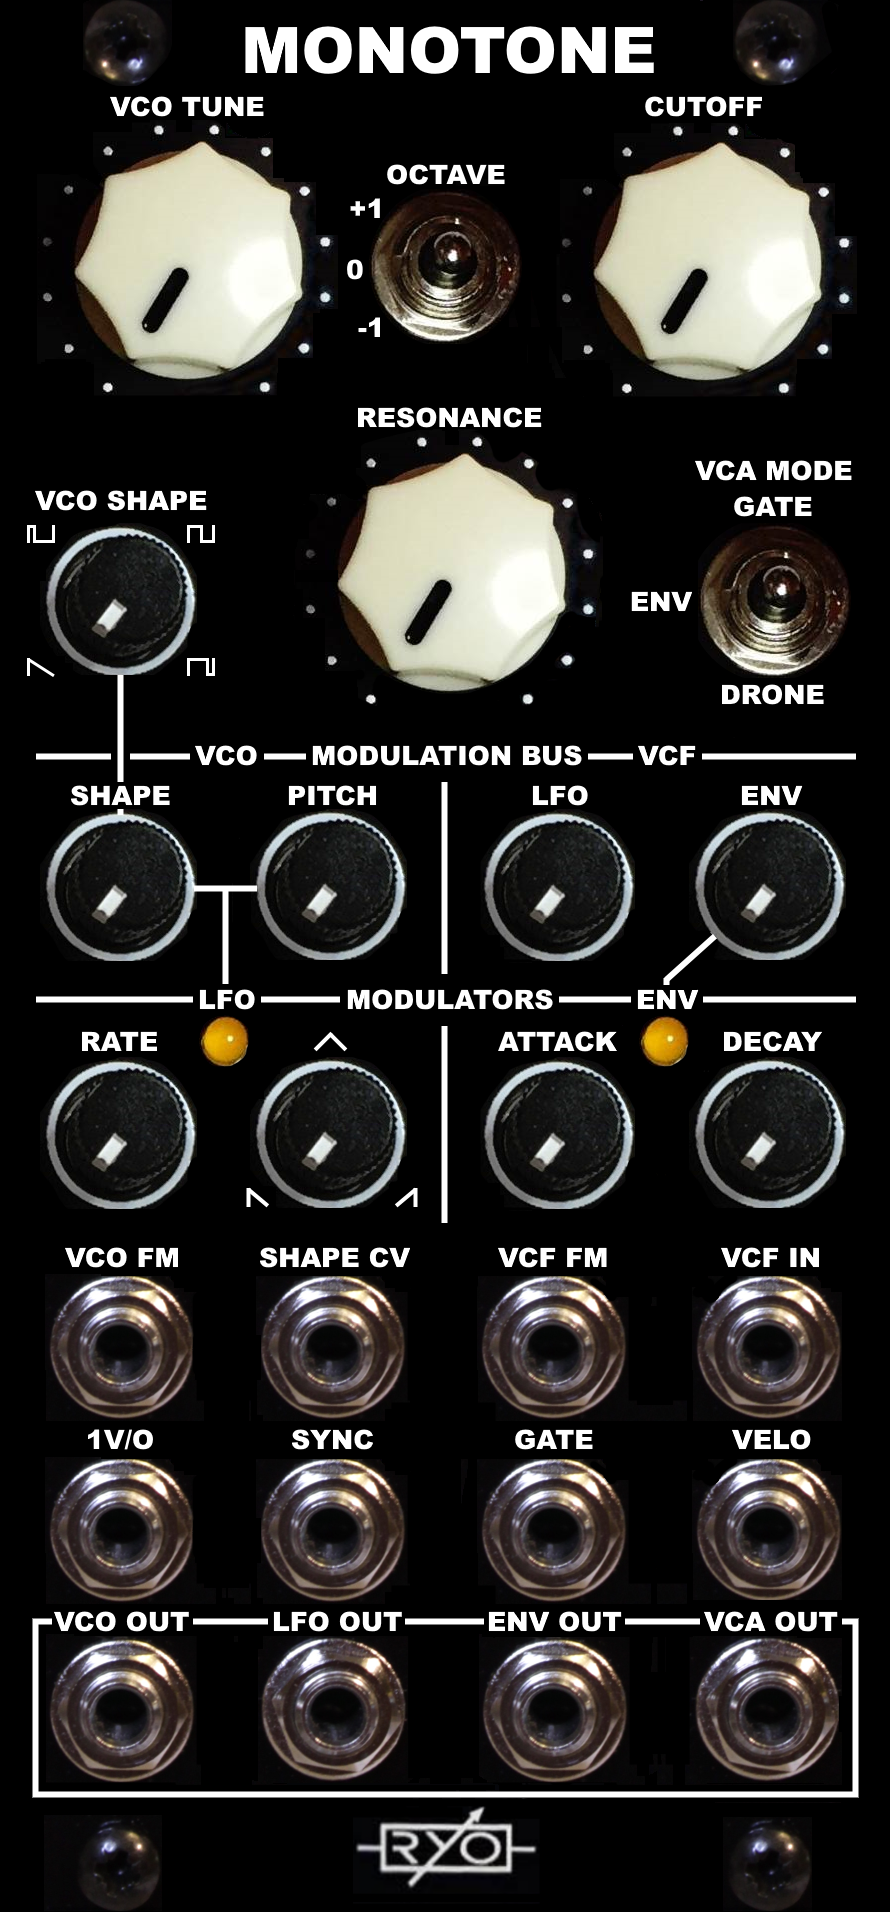 MONOTONE
VCO TUNE
CUTOFF
OCTAVE
+1
0
-1
RESONANCE
VCA MODE
GATE
ENV
DRONE
VCO SHAPE
VCO MODULATION BUS VCF
SHAPE PITCH LFO ENV
LFO MODULATORS ENV
RATE ATTACK DECAY
VCO FM SHAPE CV VCF FM VCF IN
1V/O SYNC GATE VELO
VCO OUT LFO OUT ENV OUT VCA OUT
RYO